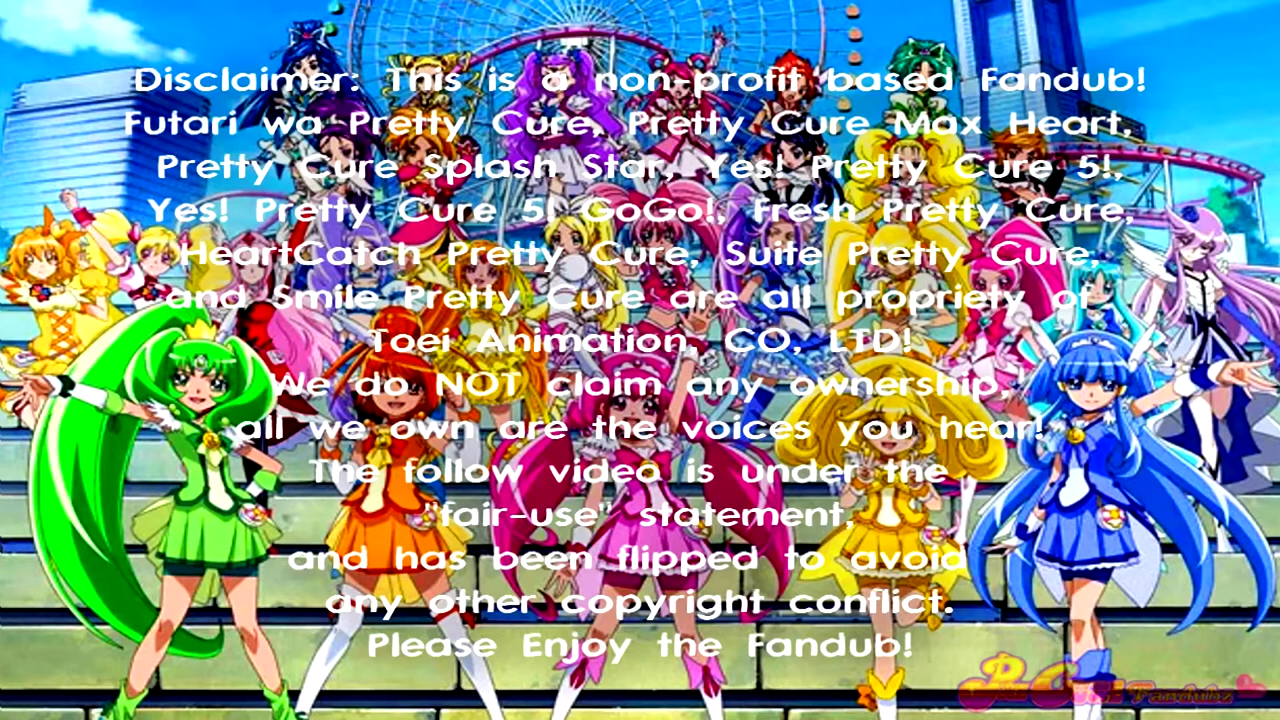 Disclaimer: This is a non-profit based Fandub!
Futari wa Pretty Cure, Pretty Cure Max Heart,
Pretty Cure Splash Star, Yes! Pretty Cure 5!,
Yes! Pretty Cure 5! GoGo!, Fresh Pretty Cure,
HeartCatch Pretty Cure, Suite Pretty Cure,
and Smile Pretty Cure are all propriety of
Toei Animation, CO, LTD!
We do NOT claim any ownership,
all we own are the voices you hear!
The follow video is under the
"fair-use" statement,
and has been flipped to avoid
any other copyright conflict.
Please Enjoy the Fandub!
Fandubz